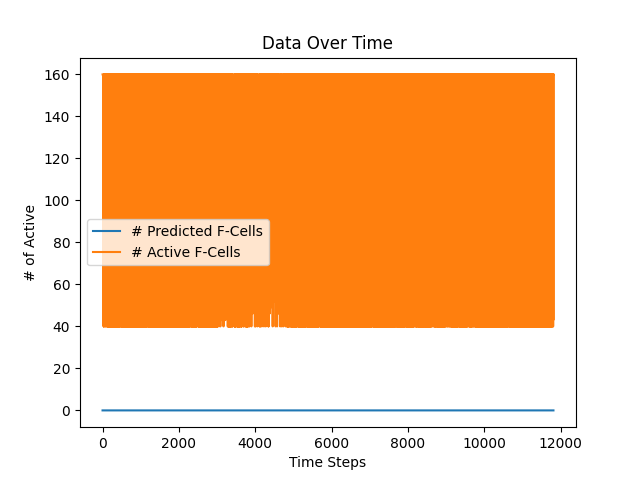 Data Over Time
# of Active
160
140
120
100
80
60
40
20
0
# Predicted F-Cells
# Active F-Cells
0 2000 4000 6000 8000 10000 12000
Time Steps